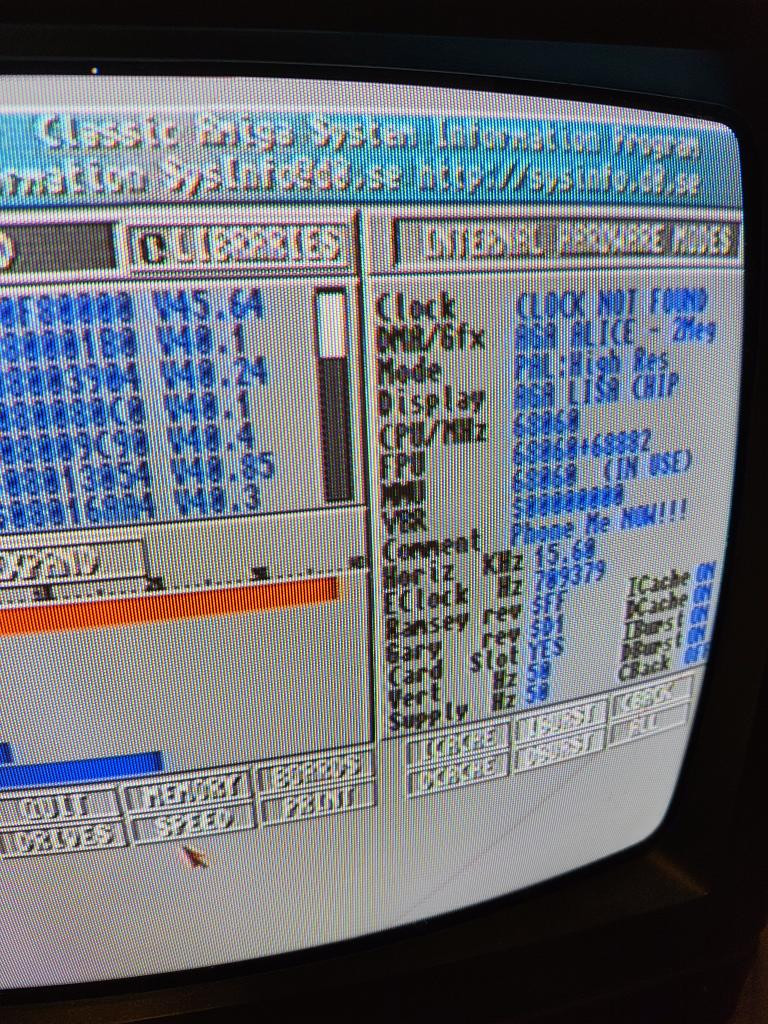 Classic Amiga System Information Program
rmation SysInfo@d0.se http://sysinfo.d0.se
LIBRARIES
INTERNAL HARDWARE MODES
0F80000 V45.64
V40.1
V40.24
V40.1
V40.4
V40.85
V40.3
Clock CLOCK NOT FOUND
DMA/Gfx AGA ALICE - 2Meg
Mode PAL:High Res
Display AGA LISA CHIP
CPU/MHz 68060
FPU 68060+68882
MMU 68060 (IN USE)
VBR $00000000
Comment Phone Me NOW!!!
Horiz KHz 15.60
EClock Hz 709379
Ramsey rev $FF
Gary rev $D1
Card Slot YES
Vert Hz 50
Supply Hz 50
ICache ON
DCache ON
IBurst ON
DBurst ON
CBack OFF
QUIT MEMORY BOARDS
DRIVES SPEED PRINT
ICACHE IBURST CBACK
DCACHE DBURST ALL